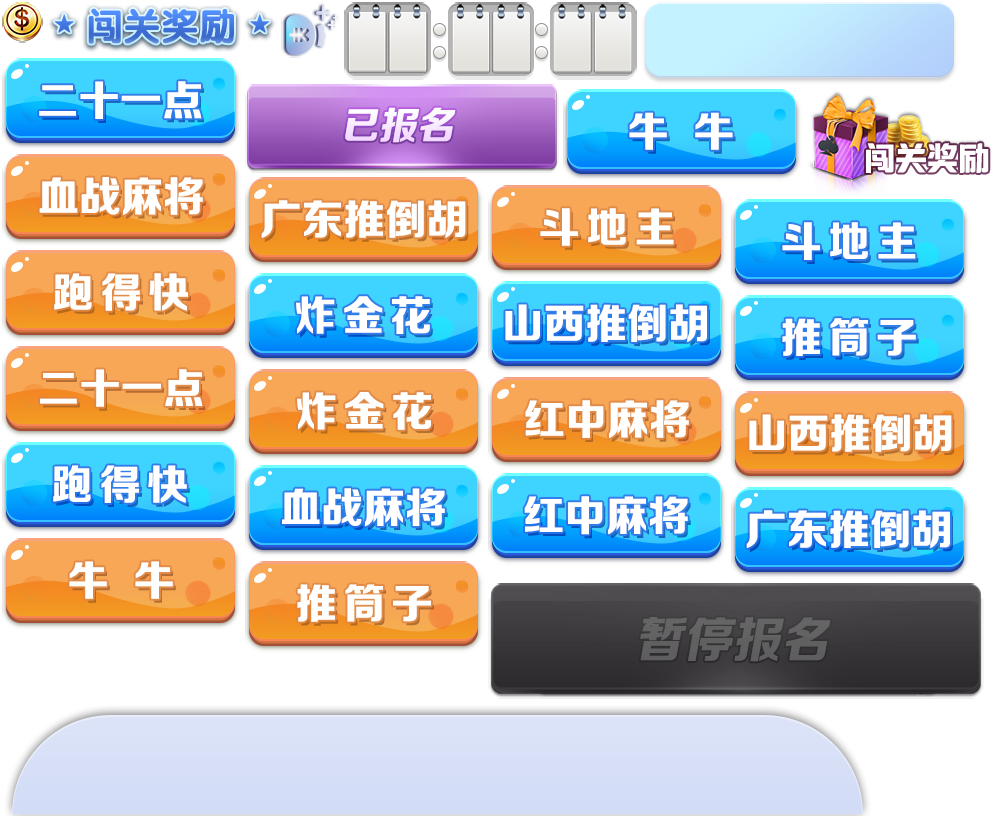 闯关奖励
二十一点
血战麻将
跑得快
二十一点
跑得快
牛 牛
已报名
广东推倒胡
炸金花
炸金花
血战麻将
推筒子
牛 牛
斗地主
山西推倒胡
红中麻将
红中麻将
闯关奖励
斗地主
推筒子
山西推倒胡
广东推倒胡
暂停报名